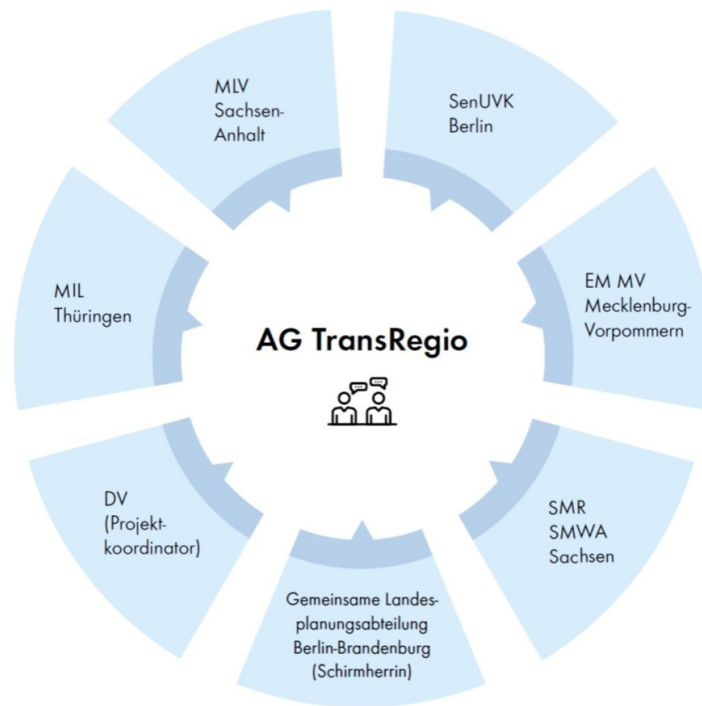 MLV
Sachsen-
Anhalt
SenUVK
Berlin
MIL
Thüringen
EM MV
Mecklenburg-
Vorpommern
AG TransRegio
DV
(Projekt-
koordinator)
SMR
SMWA
Sachsen
Gemeinsame Landes-
planungsabteilung
Berlin-Brandenburg
(Schirmherrin)